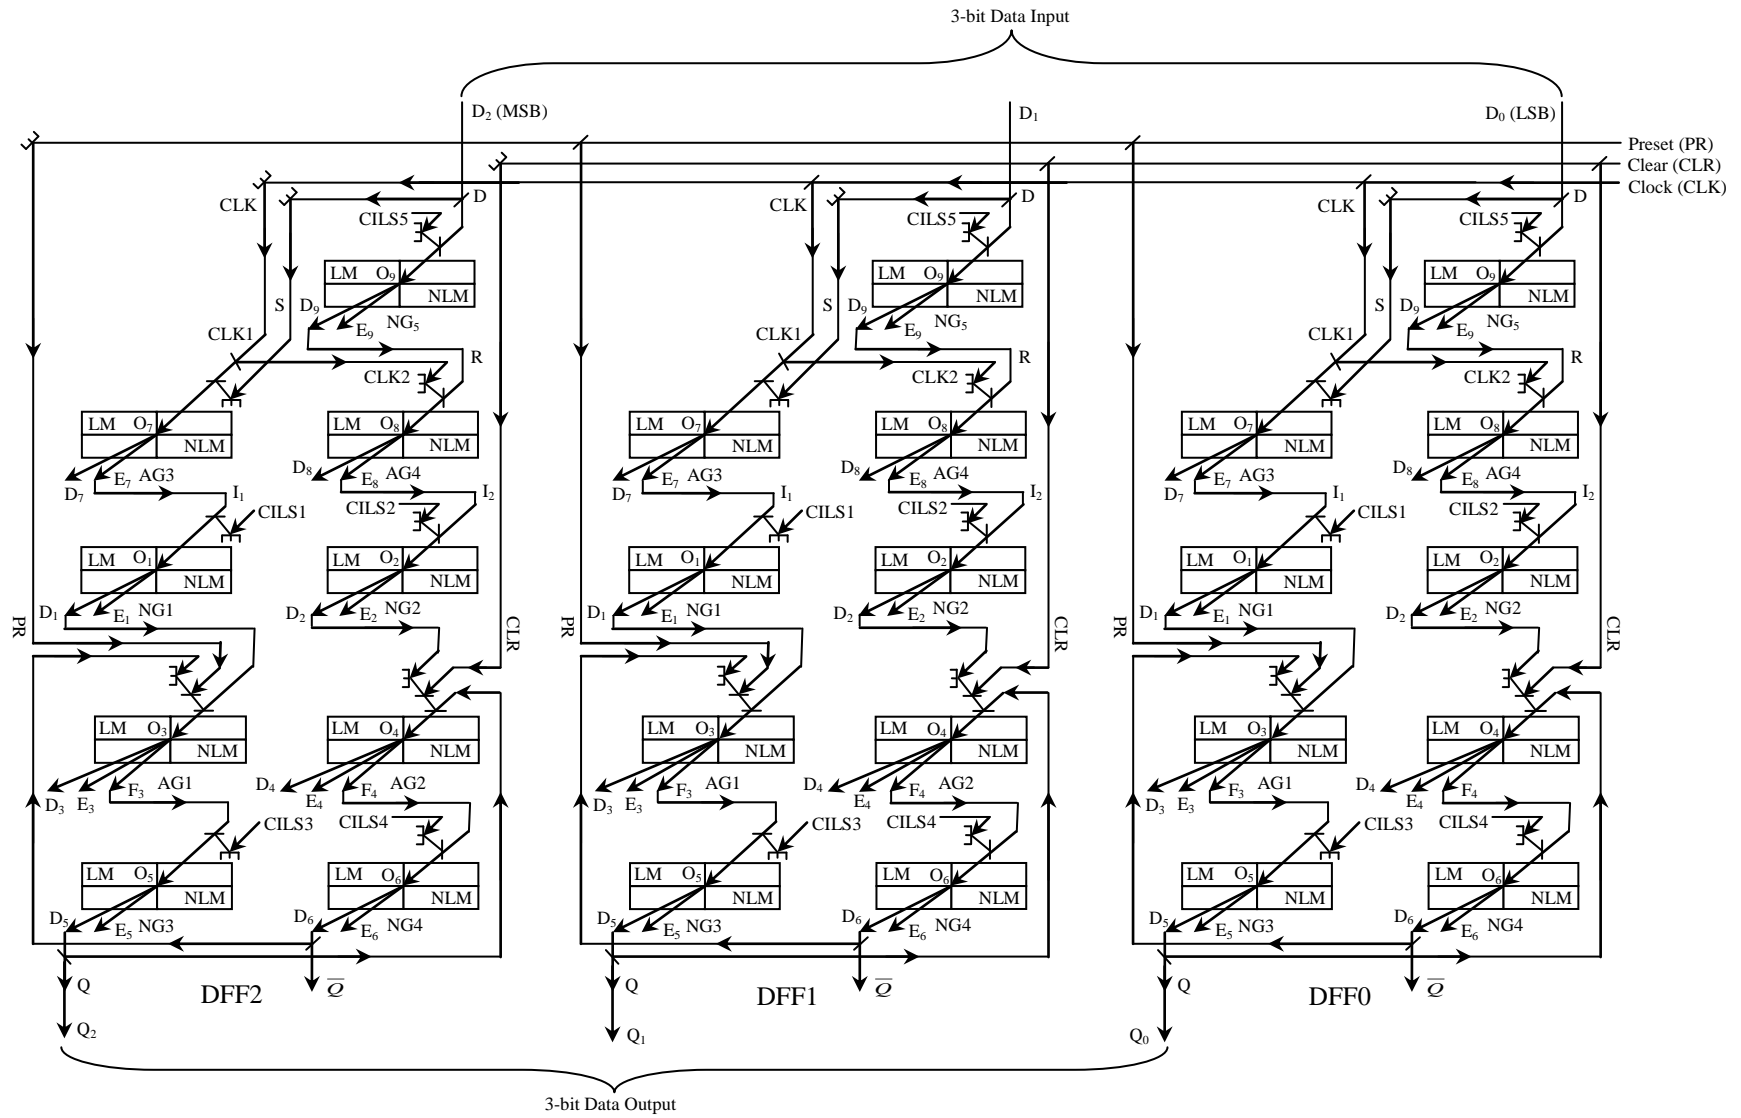 3-bit Data Input
D₂ (MSB)
D₁
D₀ (LSB)
Preset (PR)
Clear (CLR)
Clock (CLK)
CLK
D
CILS5
LM O₉
NLM
S
D₉
E₉
NG₅
CLK1
R
CLK2
LM O₇
NLM
LM O₈
NLM
D₇
E₇ AG3
D₈
E₈ AG4
I₁
I₂
CILS1
CILS2
LM O₁
NLM
LM O₂
NLM
D₁
E₁ NG1
D₂
E₂ NG2
PR
CLR
LM O₃
NLM
LM O₄
NLM
D₃ E₃ F₃ AG1
D₄ E₄ F₄ AG2
CILS3
CILS4
LM O₅
NLM
LM O₆
NLM
D₅
E₅ NG3
D₆
E₆ NG4
Q
Q̅
DFF2
Q₂
CLK
D
CILS5
LM O₉
NLM
S
D₉
E₉
NG₅
CLK1
R
CLK2
LM O₇
NLM
LM O₈
NLM
D₇
E₇ AG3
D₈
E₈ AG4
I₁
I₂
CILS1
CILS2
LM O₁
NLM
LM O₂
NLM
D₁
E₁ NG1
D₂
E₂ NG2
PR
CLR
LM O₃
NLM
LM O₄
NLM
D₃ E₃ F₃ AG1
D₄ E₄ F₄ AG2
CILS3
CILS4
LM O₅
NLM
LM O₆
NLM
D₅
E₅ NG3
D₆
E₆ NG4
Q
Q̅
DFF1
Q₁
CLK
D
CILS5
LM O₉
NLM
S
D₉
E₉
NG₅
CLK1
R
CLK2
LM O₇
NLM
LM O₈
NLM
D₇
E₇ AG3
D₈
E₈ AG4
I₁
I₂
CILS1
CILS2
LM O₁
NLM
LM O₂
NLM
D₁
E₁ NG1
D₂
E₂ NG2
PR
CLR
LM O₃
NLM
LM O₄
NLM
D₃ E₃ F₃ AG1
D₄ E₄ F₄ AG2
CILS3
CILS4
LM O₅
NLM
LM O₆
NLM
D₅
E₅ NG3
D₆
E₆ NG4
Q
Q̅
DFF0
Q₀
3-bit Data Output